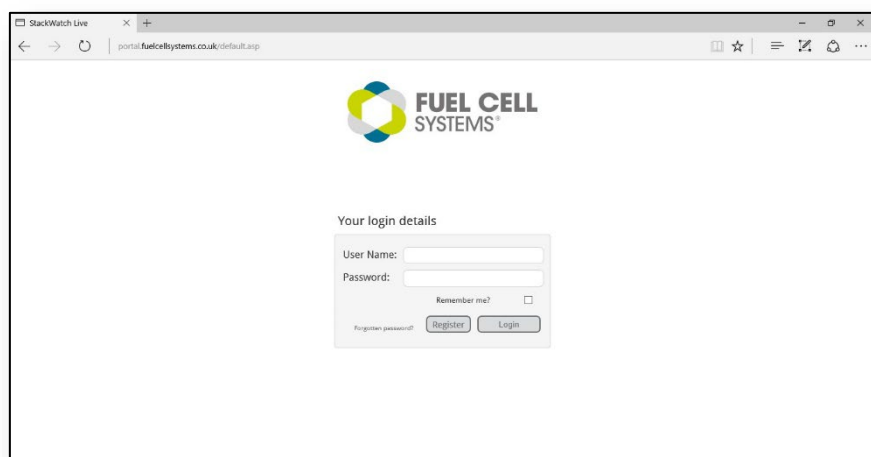 StackWatch Live
portal.fuelcellsystems.co.uk/default.asp
FUEL CELL
SYSTEMS®
Your login details
User Name:
Password:
Remember me?
Forgotten password? Register Login